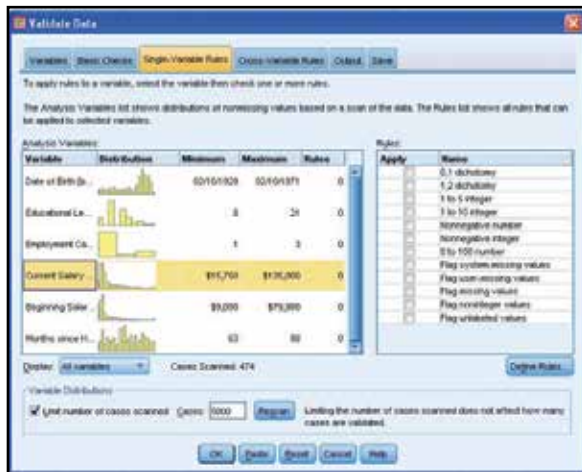 Validate Data
Variables Basic Checks Single-Variable Rules Cross-Variable Rules Output Save
To apply rules to a variable, select the variable then check one or more rules.
The Analysis Variables list shows distributions of nonmissing values based on a scan of the data. The Rules list shows all rules that can
be applied to selected variables.
Analysis Variables:
Variable Distribution Minimum Maximum Rules
Date of Birth (b... 02/10/1929 02/10/1971 0
Educational Le... 8 21 0
Employment Ca... 1 3 0
Current Salary $15,750 $135,000 0
Beginning Salar... $9,000 $79,980 0
Months since H... 63 98 0
Display: All variables Cases Scanned: 474
Rules:
Apply Name
0,1 dichotomy
1,2 dichotomy
1 to 5 integer
1 to 10 integer
Nonnegative number
Nonnegative integer
0 to 100 number
Flag system-missing values
Flag user-missing values
Flag missing values
Flag noninteger values
Flag unlabeled values
Define Rules...
Variable Distributions
Limit number of cases scanned Cases: 5000 Rescan Limiting the number of cases scanned does not affect how many
cases are validated.
OK Paste Reset Cancel Help